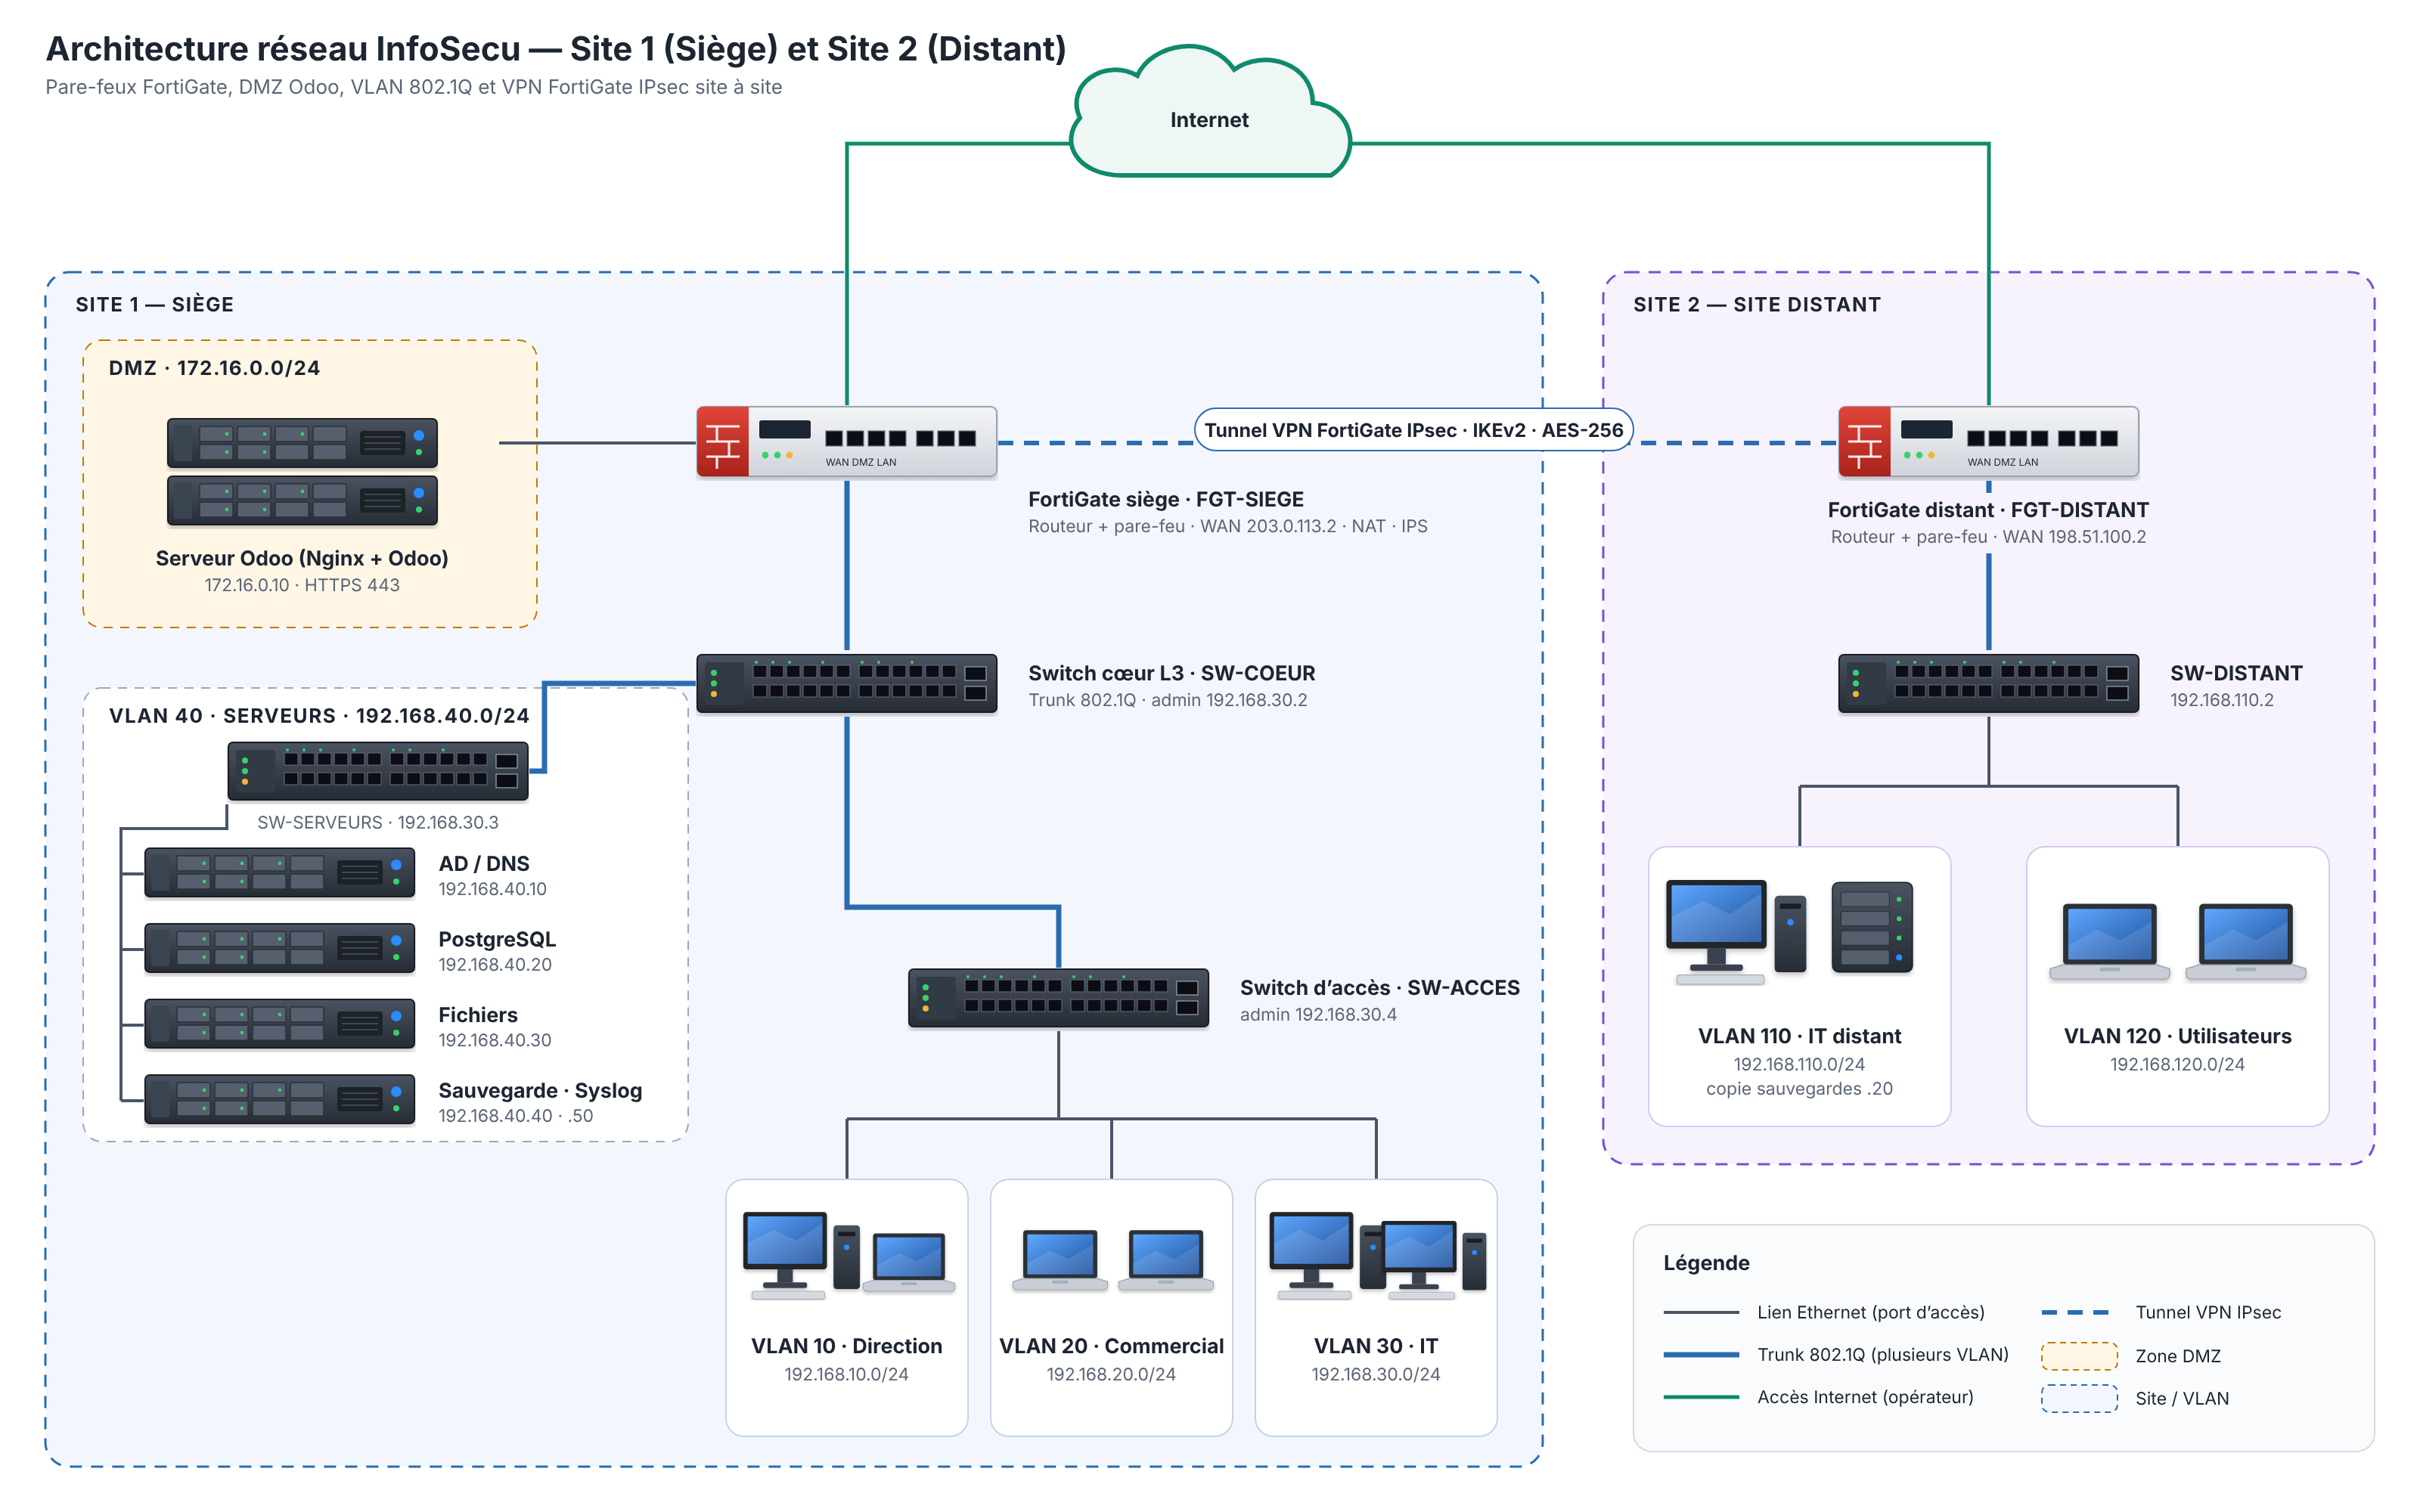 Architecture réseau InfoSecu — Site 1 (Siège) et Site 2 (Distant)
Pare-feux FortiGate, DMZ Odoo, VLAN 802.1Q et VPN FortiGate IPsec site à site
Internet
SITE 1 — SIÈGE
DMZ · 172.16.0.0/24
Serveur Odoo (Nginx + Odoo)
172.16.0.10 · HTTPS 443
WAN DMZ LAN
Tunnel VPN FortiGate IPsec · IKEv2 · AES-256
FortiGate siège · FGT-SIEGE
Routeur + pare-feu · WAN 203.0.113.2 · NAT · IPS
Switch cœur L3 · SW-COEUR
Trunk 802.1Q · admin 192.168.30.2
VLAN 40 · SERVEURS · 192.168.40.0/24
SW-SERVEURS · 192.168.30.3
AD / DNS
192.168.40.10
PostgreSQL
192.168.40.20
Fichiers
192.168.40.30
Sauvegarde · Syslog
192.168.40.40 · .50
Switch d’accès · SW-ACCES
admin 192.168.30.4
VLAN 10 · Direction
192.168.10.0/24
VLAN 20 · Commercial
192.168.20.0/24
VLAN 30 · IT
192.168.30.0/24
SITE 2 — SITE DISTANT
WAN DMZ LAN
FortiGate distant · FGT-DISTANT
Routeur + pare-feu · WAN 198.51.100.2
SW-DISTANT
192.168.110.2
VLAN 110 · IT distant
192.168.110.0/24
copie sauvegardes .20
VLAN 120 · Utilisateurs
192.168.120.0/24
Légende
Lien Ethernet (port d’accès)
Trunk 802.1Q (plusieurs VLAN)
Accès Internet (opérateur)
Tunnel VPN IPsec
Zone DMZ
Site / VLAN